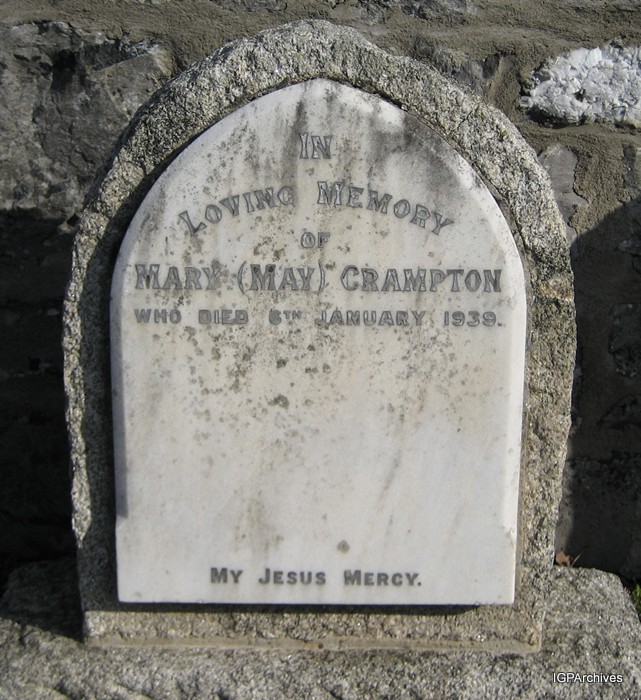 IN
LOVING MEMORY
OF
MARY (MAY) CRAMPTON
WHO DIED 6TH JANUARY 1939.
MY JESUS MERCY.
IGPArchives